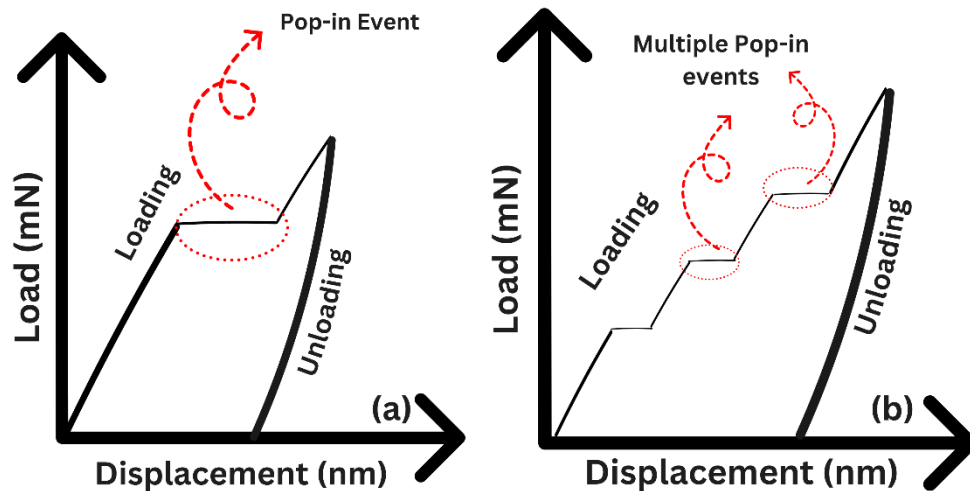 Pop-in Event
Loading
Load (mN)
Unloading
(a)
Displacement (nm)
Multiple Pop-in
events
Loading
Load (mN)
Unloading
(b)
Displacement (nm)